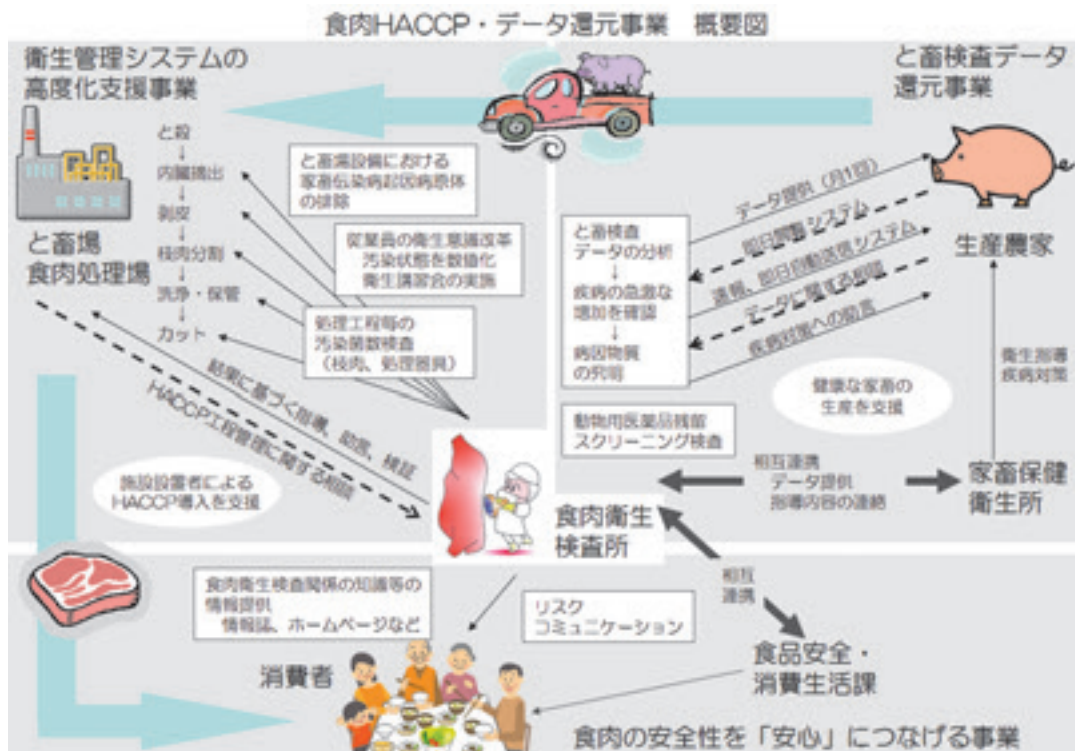 食肉HACCP・データ還元事業　概要図
衛生管理システムの
高度化支援事業
と殺
↓
内臓摘出
↓
剥皮
↓
枝肉分割
↓
洗浄・保管
↓
カット
と畜場
食肉処理場
と畜場設備における
家畜伝染病起因病原体
の排除
従業員の衛生意識改革
汚染状態を数値化
衛生講習会の実施
処理工程毎の
汚染菌数検査
（枝肉、処理器具）
結果に基づく指導、助言、検証
HACCP工程管理に関する相談
施設設置者による
HACCP導入を支援
と畜検査データ
還元事業
生産農家
データ提供（月1回）
即日閲覧システム
速報、即日自動送信システム
データに関する相談
疾病対策への助言
と畜検査
データの分析
↓
疾病の急激な
増加を確認
↓
病因物質
の究明
動物用医薬品残留
スクリーニング検査
健康な家畜の
生産を支援
衛生指導
疾病対策
相互連携
データ提供
指導内容の連絡
家畜保健
衛生所
食肉衛生
検査所
食肉衛生検査関係の知識等の
情報提供
情報誌、ホームページなど
リスク
コミュニケーション
相互
連携
消費者
食品安全・
消費生活課
食肉の安全性を「安心」につなげる事業